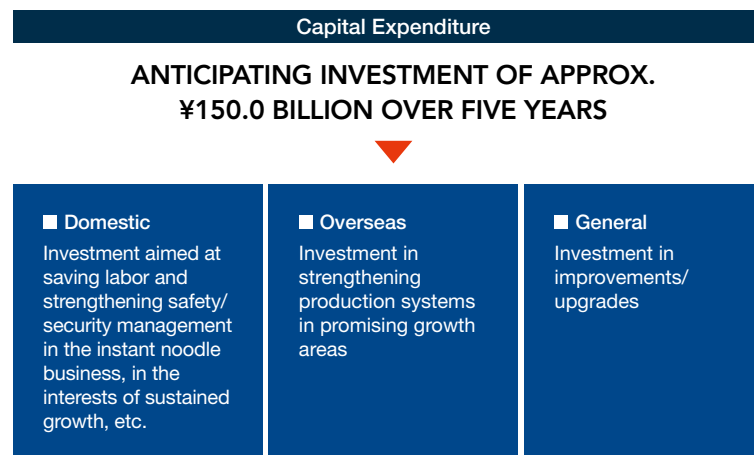 Capital Expenditure
ANTICIPATING INVESTMENT OF APPROX.
¥150.0 BILLION OVER FIVE YEARS
Domestic
Investment aimed at
saving labor and
strengthening safety/
security management
in the instant noodle
business, in the
interests of sustained
growth, etc.
Overseas
Investment in
strengthening
production systems
in promising growth
areas
General
Investment in
improvements/
upgrades